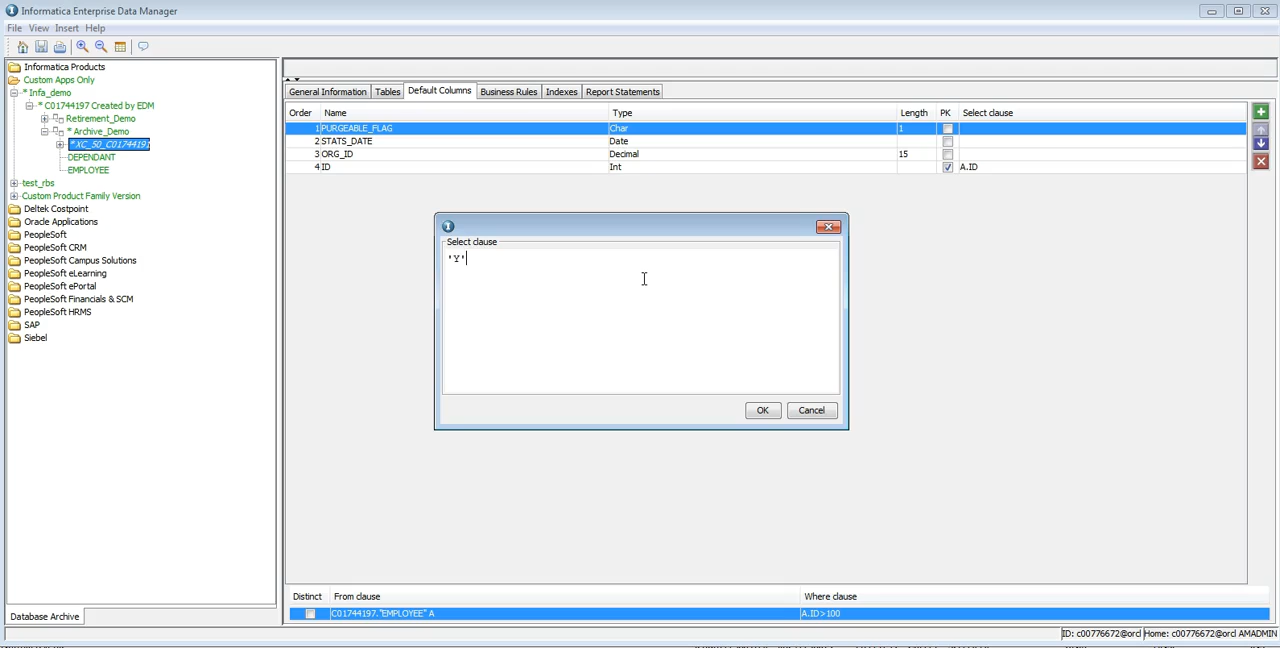 Informatica Enterprise Data Manager
File View Insert Help
Informatica Products
Custom Apps Only
* Infa_demo
* C01744197 Created by EDM
Retirement_Demo
* Archive_Demo
* XC_50_C01744191
DEPENDANT
EMPLOYEE
test_rbs
Custom Product Family Version
Deltek Costpoint
Oracle Applications
PeopleSoft
PeopleSoft CRM
PeopleSoft Campus Solutions
PeopleSoft eLearning
PeopleSoft ePortal
PeopleSoft Financials & SCM
PeopleSoft HRMS
SAP
Siebel
Database Archive
General Information Tables Default Columns Business Rules Indexes Report Statements
Order Name Type Length PK Select clause
1 PURGEABLE_FLAG Char 1
2 STATS_DATE Date
3 ORG_ID Decimal 15
4 ID Int A.ID
Select clause
'Y'
OK Cancel
Distinct From clause Where clause
C01744197."EMPLOYEE" A A.ID>100
ID: c00776672@orcl Home: c00776672@orcl AMADMIN